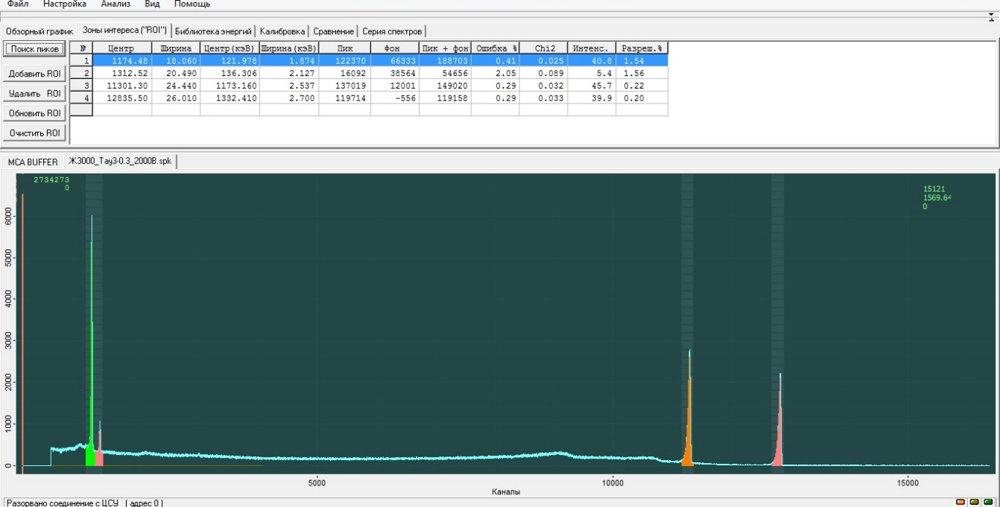 Файл Настройка Анализ Вид Помощь
Обзорный график Зоны интереса ("ROI") Библиотека энергий Калибровка Сравнение Серия спектров
Поиск пиков
Добавить ROI
Удалить ROI
Обновить ROI
Очистить ROI
№ Центр Ширина Центр(кэВ) Ширина(кэВ) Пик Фон Пик + фон Ошибка % Chi2 Интенс. Разреш.%
1 1174.48 18.060 121.978 1.874 122370 66333 188703 0.41 0.025 40.8 1.54
2 1312.52 20.490 136.306 2.127 16092 38564 54656 2.05 0.089 5.4 1.56
3 11301.30 24.440 1173.160 2.537 137019 12001 149020 0.29 0.032 45.7 0.22
4 12835.50 26.010 1332.410 2.700 119714 -556 119158 0.29 0.033 39.9 0.20
MCA BUFFER Ж3000_Тау3-0.3_2000В.spk
2734273
0
15121
1569.64
0
6000
5000
4000
3000
2000
1000
0
5000 10000 15000
Каналы
Разорвано соединение с ЦСУ ( адрес 0 )